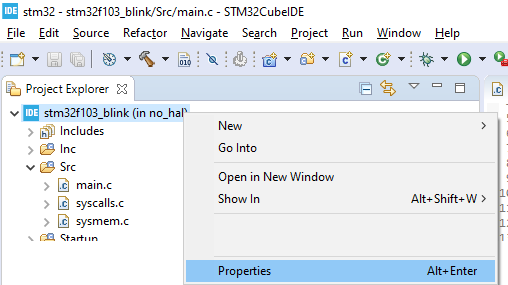 IDE stm32 - stm32f103_blink/Src/main.c - STM32CubeIDE
File Edit Source Refactor Navigate Search Project Run Window Help
010
Project Explorer
IDE stm32f103_blink (in no_hal)
Includes
Inc
Src
.c main.c
.c syscalls.c
.c sysmem.c
Startup
New
Go Into
Open in New Window
Show In Alt+Shift+W
Properties Alt+Enter